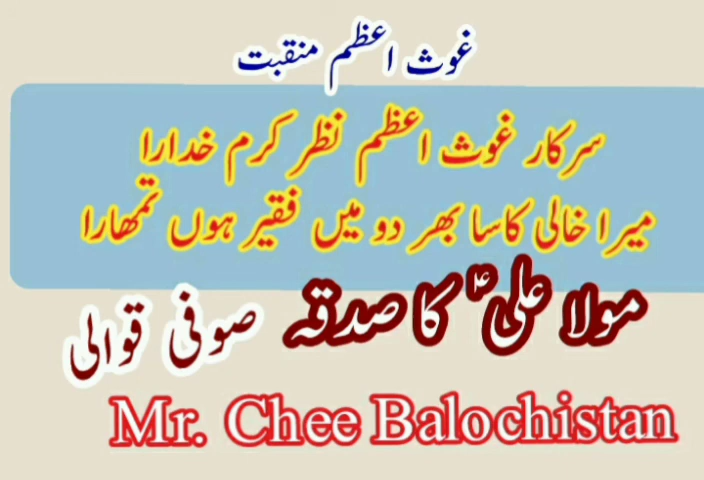 غوث اعظم منقبت
سرکار غوث اعظم نظر کرم خدارا
میرا خالی کاسا بھر دو میں فقیر ہوں تمھارا
مولا علیؑ کا صدقہ صوفی قوالی
Mr. Chee Balochistan